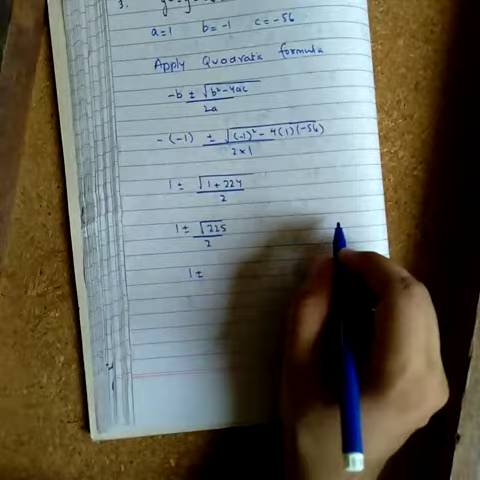 3.
a=1 b=-1 c=-56
Apply Quadratic formula
-b ± √b²-4ac
2a
-(-1) ± √(-1)²-4(1)(-56)
2×1
1 ± √1+224
2
1 ± √225
2
1 ±